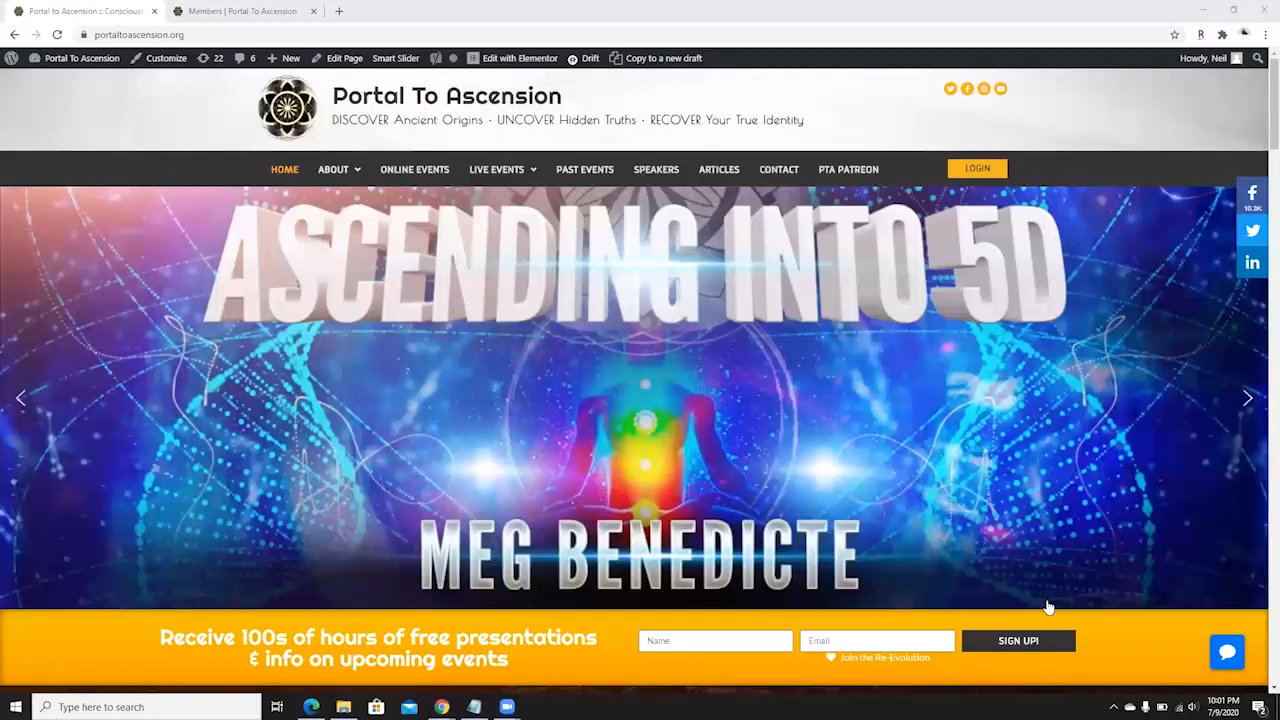 Portal to Ascension :: Conscious
Members | Portal To Ascension
portaltoascension.org
Portal To Ascension
Customize
22
6
New
Edit Page
Smart Slider
Edit with Elementor
Drift
Copy to a new draft
Howdy, Neil
Portal To Ascension
DISCOVER Ancient Origins · UNCOVER Hidden Truths · RECOVER Your True Identity
HOME
ABOUT
ONLINE EVENTS
LIVE EVENTS
PAST EVENTS
SPEAKERS
ARTICLES
CONTACT
PTA PATREON
LOGIN
10.3K
ASCENDING INTO 5D
MEG BENEDICTE
Receive 100s of hours of free presentations
& info on upcoming events
Name
Email
SIGN UP!
Join the Re-Evolution
Type here to search
10:01 PM
7/9/2020
2